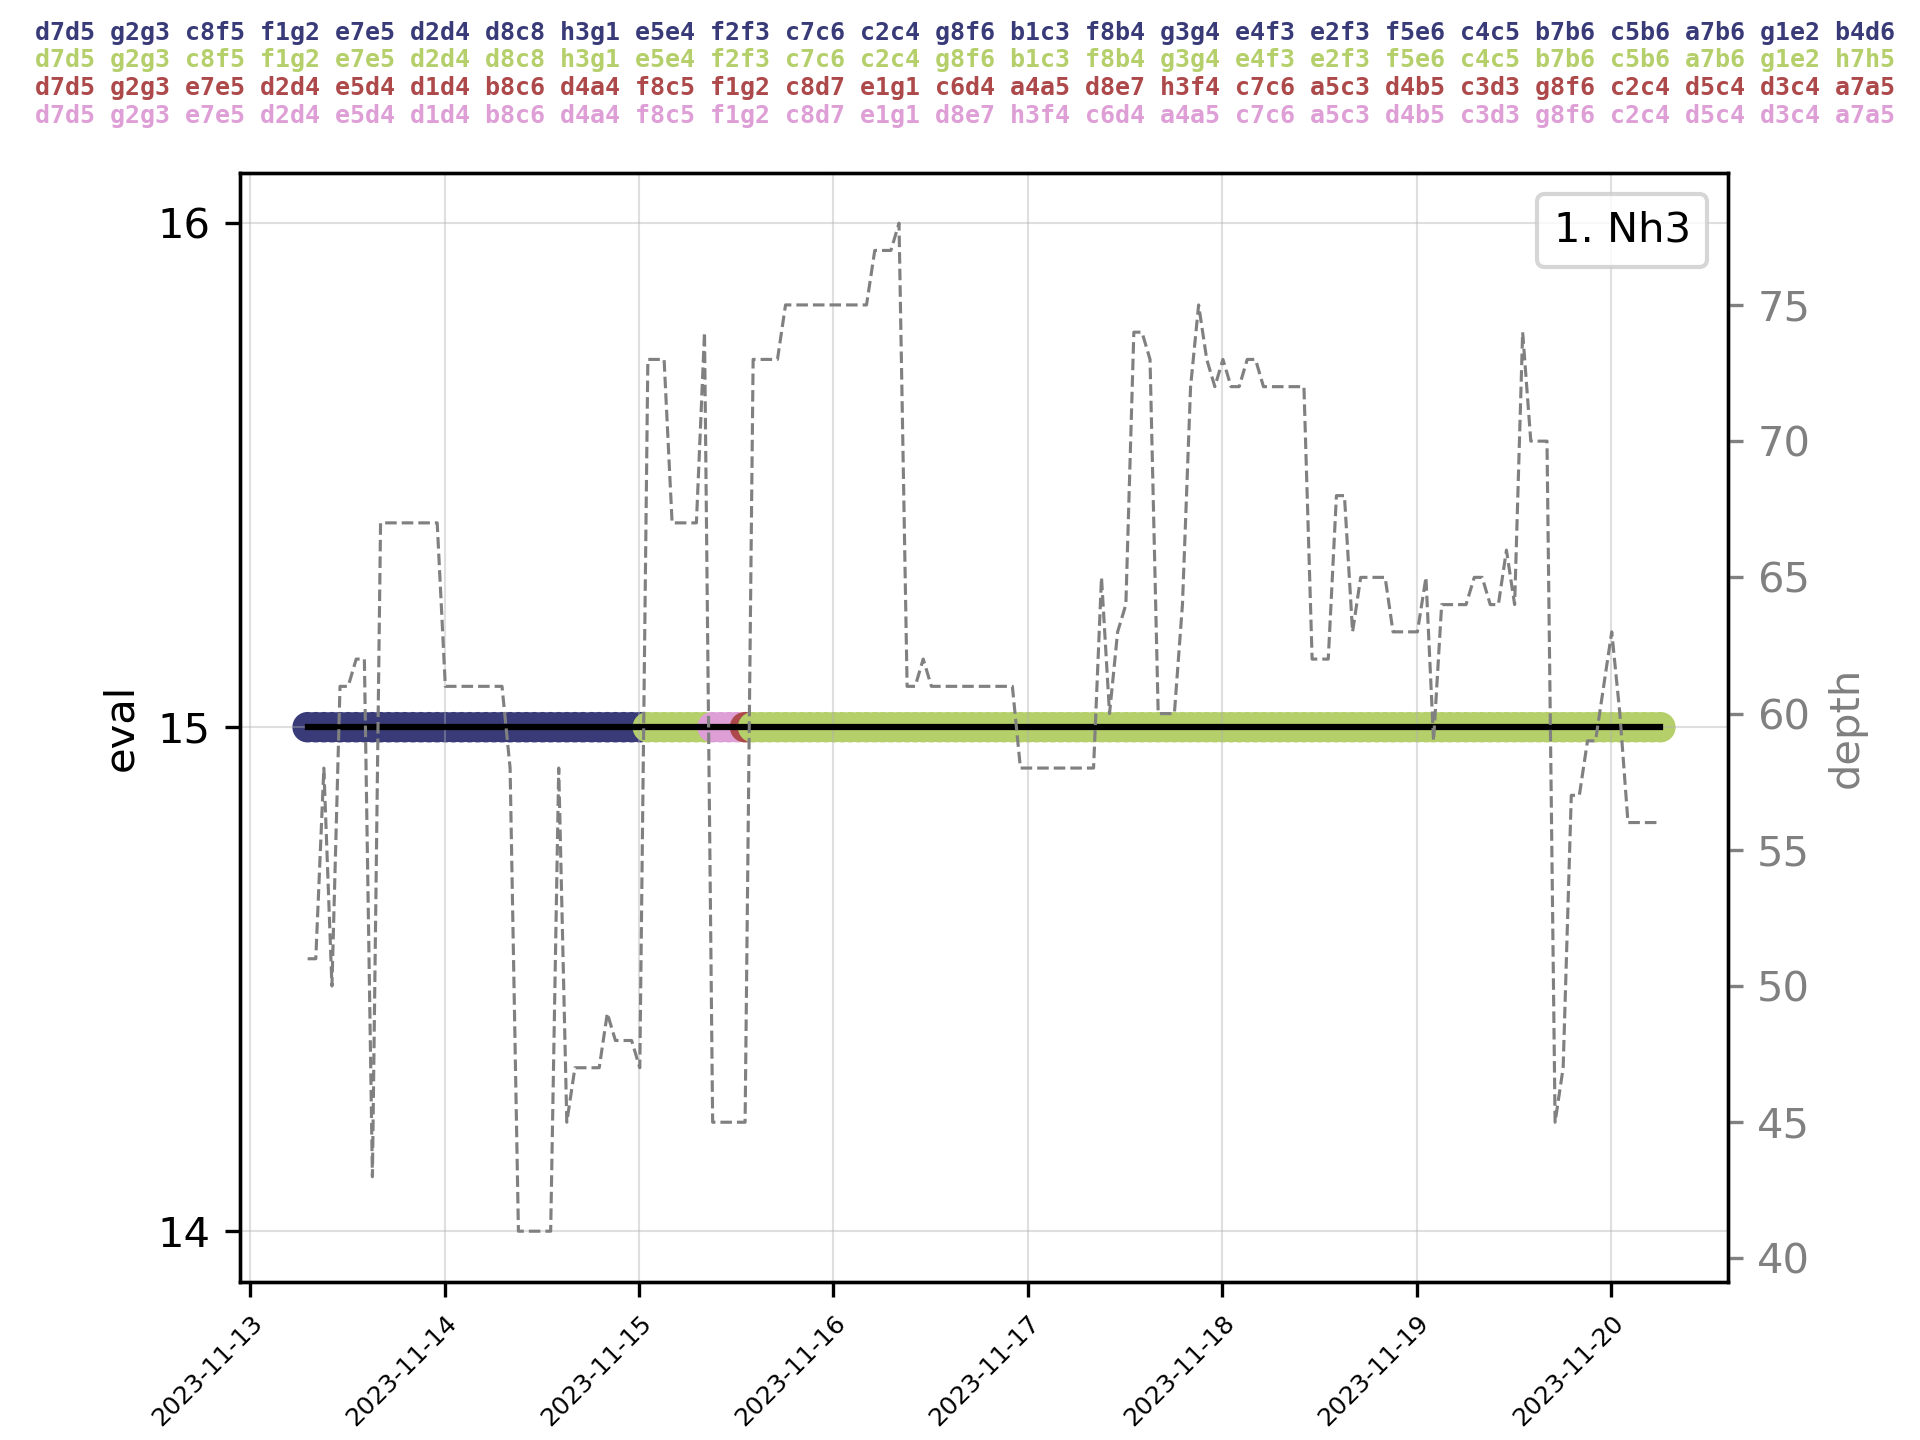 d7d5 g2g3 c8f5 f1g2 e7e5 d2d4 d8c8 h3g1 e5e4 f2f3 c7c6 c2c4 g8f6 b1c3 f8b4 g3g4 e4f3 e2f3 f5e6 c4c5 b7b6 c5b6 a7b6 g1e2 b4d6
d7d5 g2g3 c8f5 f1g2 e7e5 d2d4 d8c8 h3g1 e5e4 f2f3 c7c6 c2c4 g8f6 b1c3 f8b4 g3g4 e4f3 e2f3 f5e6 c4c5 b7b6 c5b6 a7b6 g1e2 h7h5
d7d5 g2g3 e7e5 d2d4 e5d4 d1d4 b8c6 d4a4 f8c5 f1g2 c8d7 e1g1 c6d4 a4a5 d8e7 h3f4 c7c6 a5c3 d4b5 c3d3 g8f6 c2c4 d5c4 d3c4 a7a5
d7d5 g2g3 e7e5 d2d4 e5d4 d1d4 b8c6 d4a4 f8c5 f1g2 c8d7 e1g1 d8e7 h3f4 c6d4 a4a5 c7c6 a5c3 d4b5 c3d3 g8f6 c2c4 d5c4 d3c4 a7a5
1. Nh3
16
15
14
eval
75
70
65
60
55
50
45
40
depth
2023-11-13
2023-11-14
2023-11-15
2023-11-16
2023-11-17
2023-11-18
2023-11-19
2023-11-20